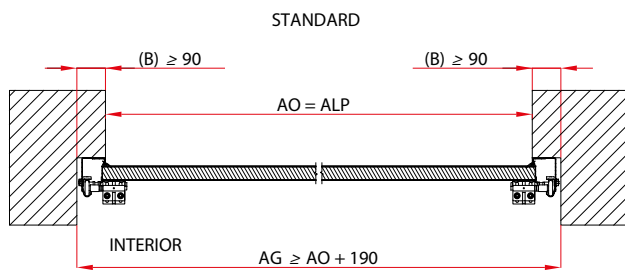 STANDARD
(B) ≥ 90
(B) ≥ 90
AO = ALP
INTERIOR
AG ≥ AO + 190